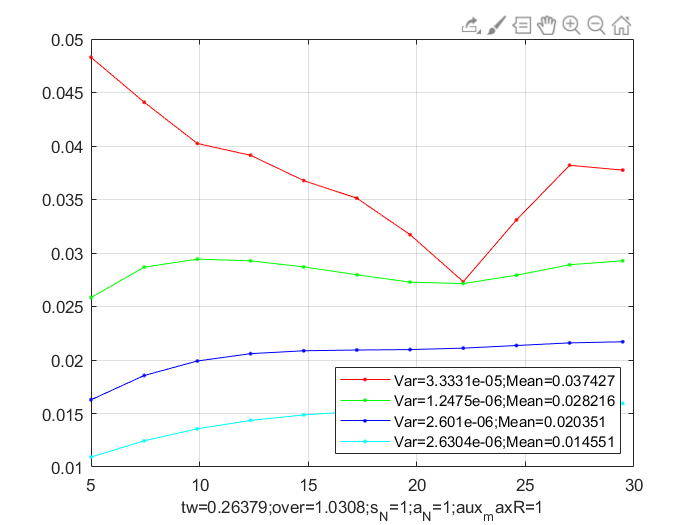 0.05
0.045
0.04
0.035
0.03
0.025
0.02
0.015
0.01
Var=3.3331e-05;Mean=0.037427
Var=1.2475e-06;Mean=0.028216
Var=2.601e-06;Mean=0.020351
Var=2.6304e-06;Mean=0.014551
5 10 15 20 25 30
tw=0.26379;over=1.0308;s_N=1;a_N=1;aux_maxR=1